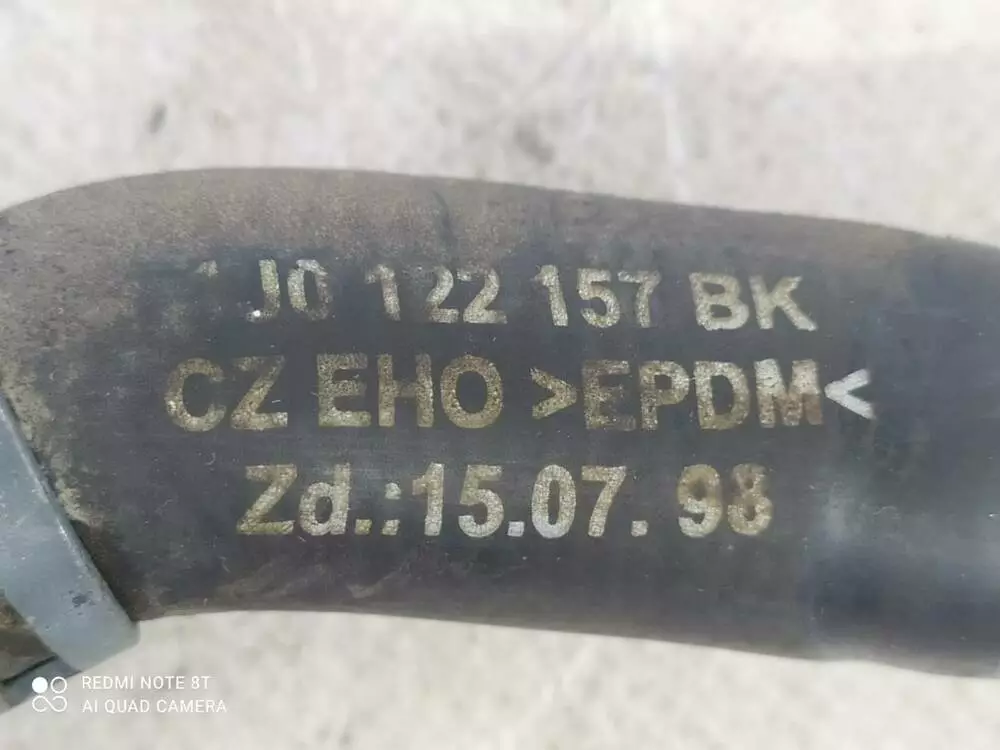 1J0 122 157 BK
CZ EHO >EPDM<
Zd.:15.07.98
REDMI NOTE 8T
AI QUAD CAMERA